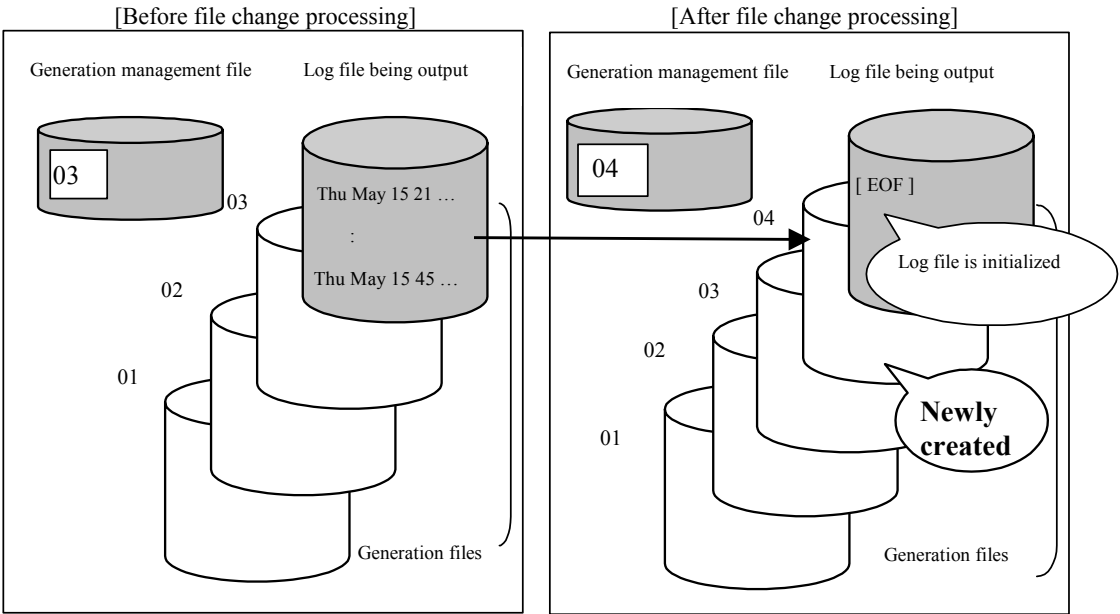 [Before file change processing]
Generation management file
Log file being output
03
03
Thu May 15 21 …
:
Thu May 15 45 …
02
01
Generation files
[After file change processing]
Generation management file
Log file being output
04
[ EOF ]
04
Log file is initialized
03
02
Newly
created
01
Generation files